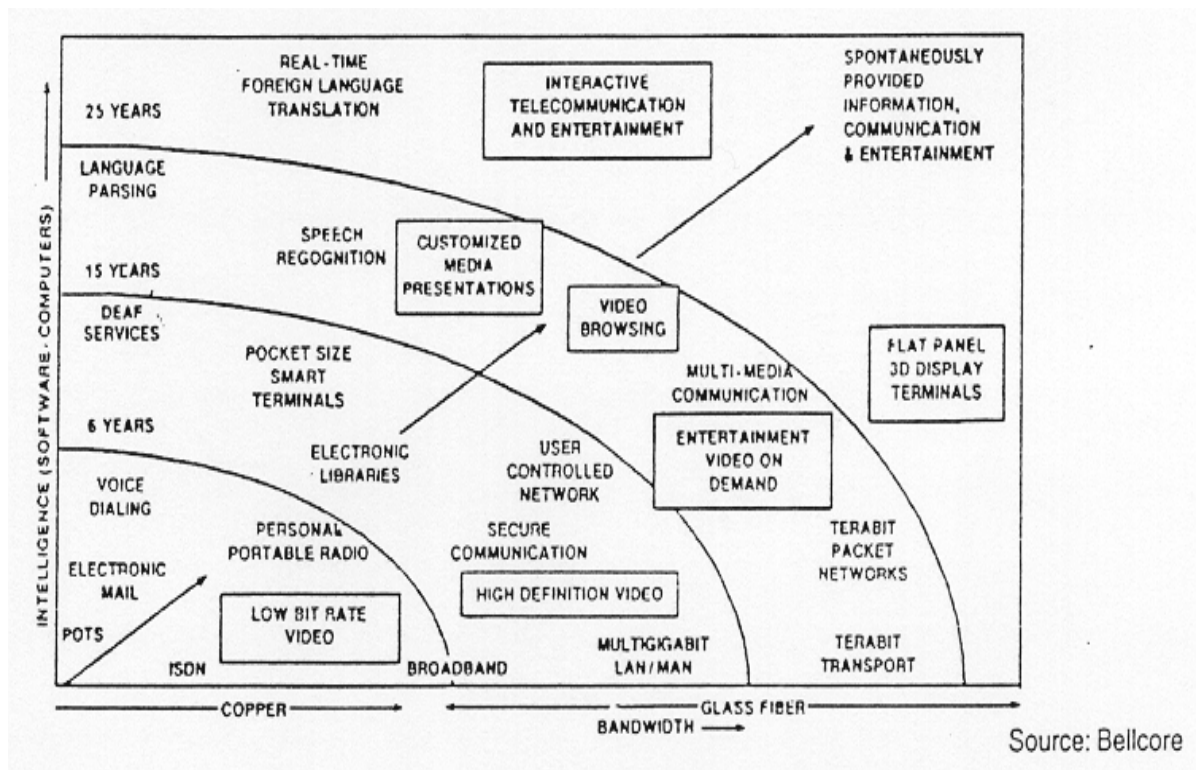 REAL-TIME
FOREIGN LANGUAGE
TRANSLATION
INTERACTIVE
TELECOMMUNICATION
AND ENTERTAINMENT
SPONTANEOUSLY
PROVIDED
INFORMATION,
COMMUNICATION
& ENTERTAINMENT
25 YEARS
LANGUAGE
PARSING
SPEECH
REGOGNITION
CUSTOMIZED
MEDIA
PRESENTATIONS
15 YEARS
DEAF
SERVICES
VIDEO
BROWSING
FLAT PANEL
3D DISPLAY
TERMINALS
POCKET SIZE
SMART
TERMINALS
MULTI-MEDIA
COMMUNICATION
6 YEARS
ELECTRONIC
LIBRARIES
USER
CONTROLLED
NETWORK
ENTERTAINMENT
VIDEO ON
DEMAND
VOICE
DIALING
PERSONAL
PORTABLE RADIO
SECURE
COMMUNICATION
TERABIT
PACKET
NETWORKS
ELECTRONIC
MAIL
LOW BIT RATE
VIDEO
HIGH DEFINITION VIDEO
POTS
ISDN
BROADBAND
MULTIGIGABIT
LAN/MAN
TERABIT
TRANSPORT
INTELLIGENCE (SOFTWARE. COMPUTERS)
COPPER
GLASS FIBER
BANDWIDTH
Source: Bellcore